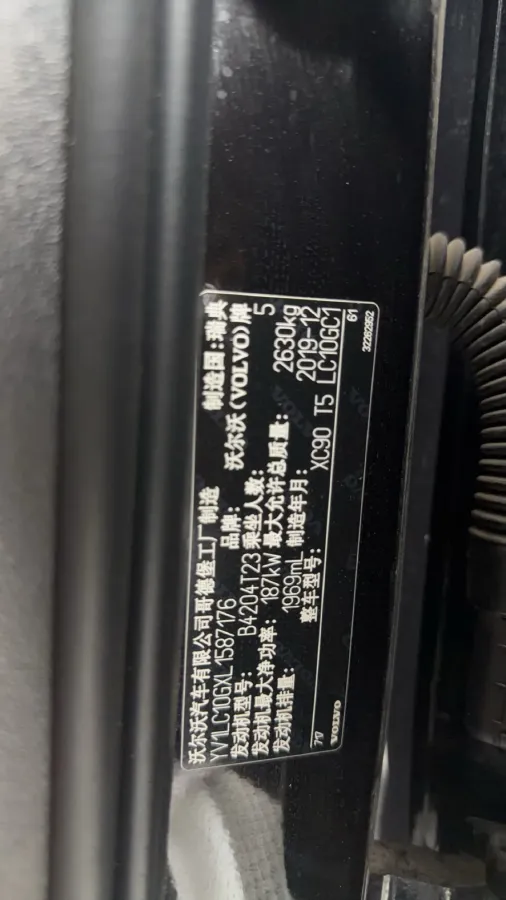 沃尔沃汽车有限公司哥德堡工厂制造 制造国：瑞典
YV1LC10GXL1587176 品牌： 沃尔沃(VOLVO)牌
发动机型号： B4204T23 乘坐人数： 5
发动机最大净功率： 187kW 最大允许总质量： 2630kg
发动机排量： 1969mL 制造年月： 2019-12
整车型号： XC90 T5 LC10GC1
717 61
VOLVO 32262952